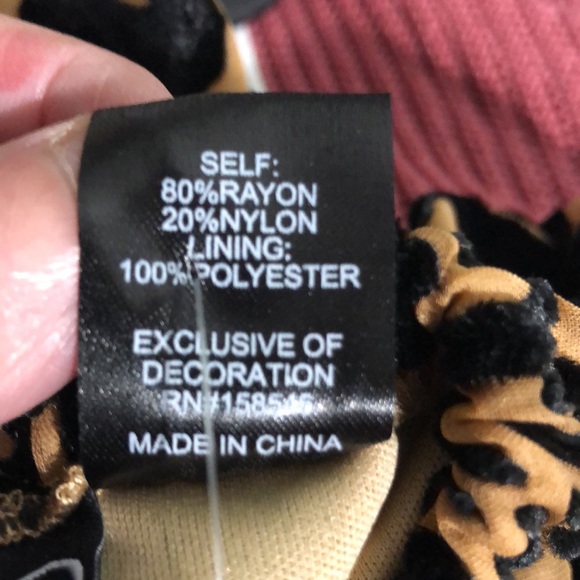 SELF:
80%RAYON
20%NYLON
LINING:
100%POLYESTER
EXCLUSIVE OF
DECORATION
MADE IN CHINA